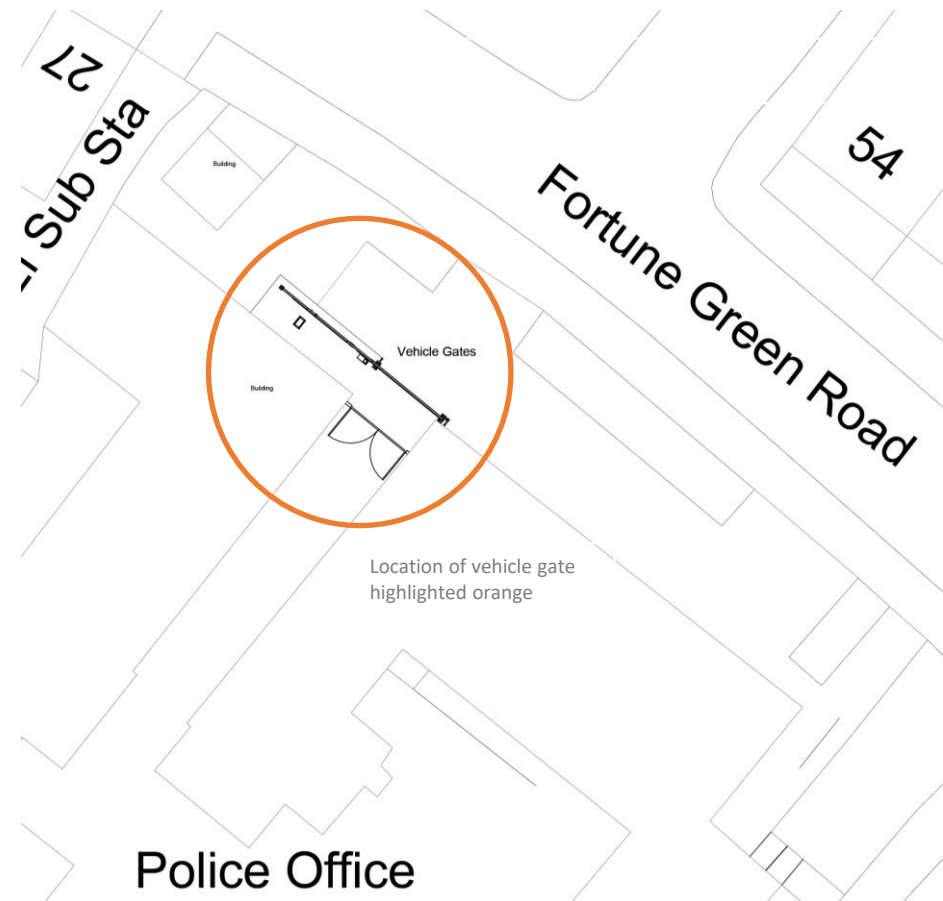 27
Sub Sta
Building
54
Fortune Green Road
Vehicle Gates
Building
Location of vehicle gate
highlighted orange
Police Office